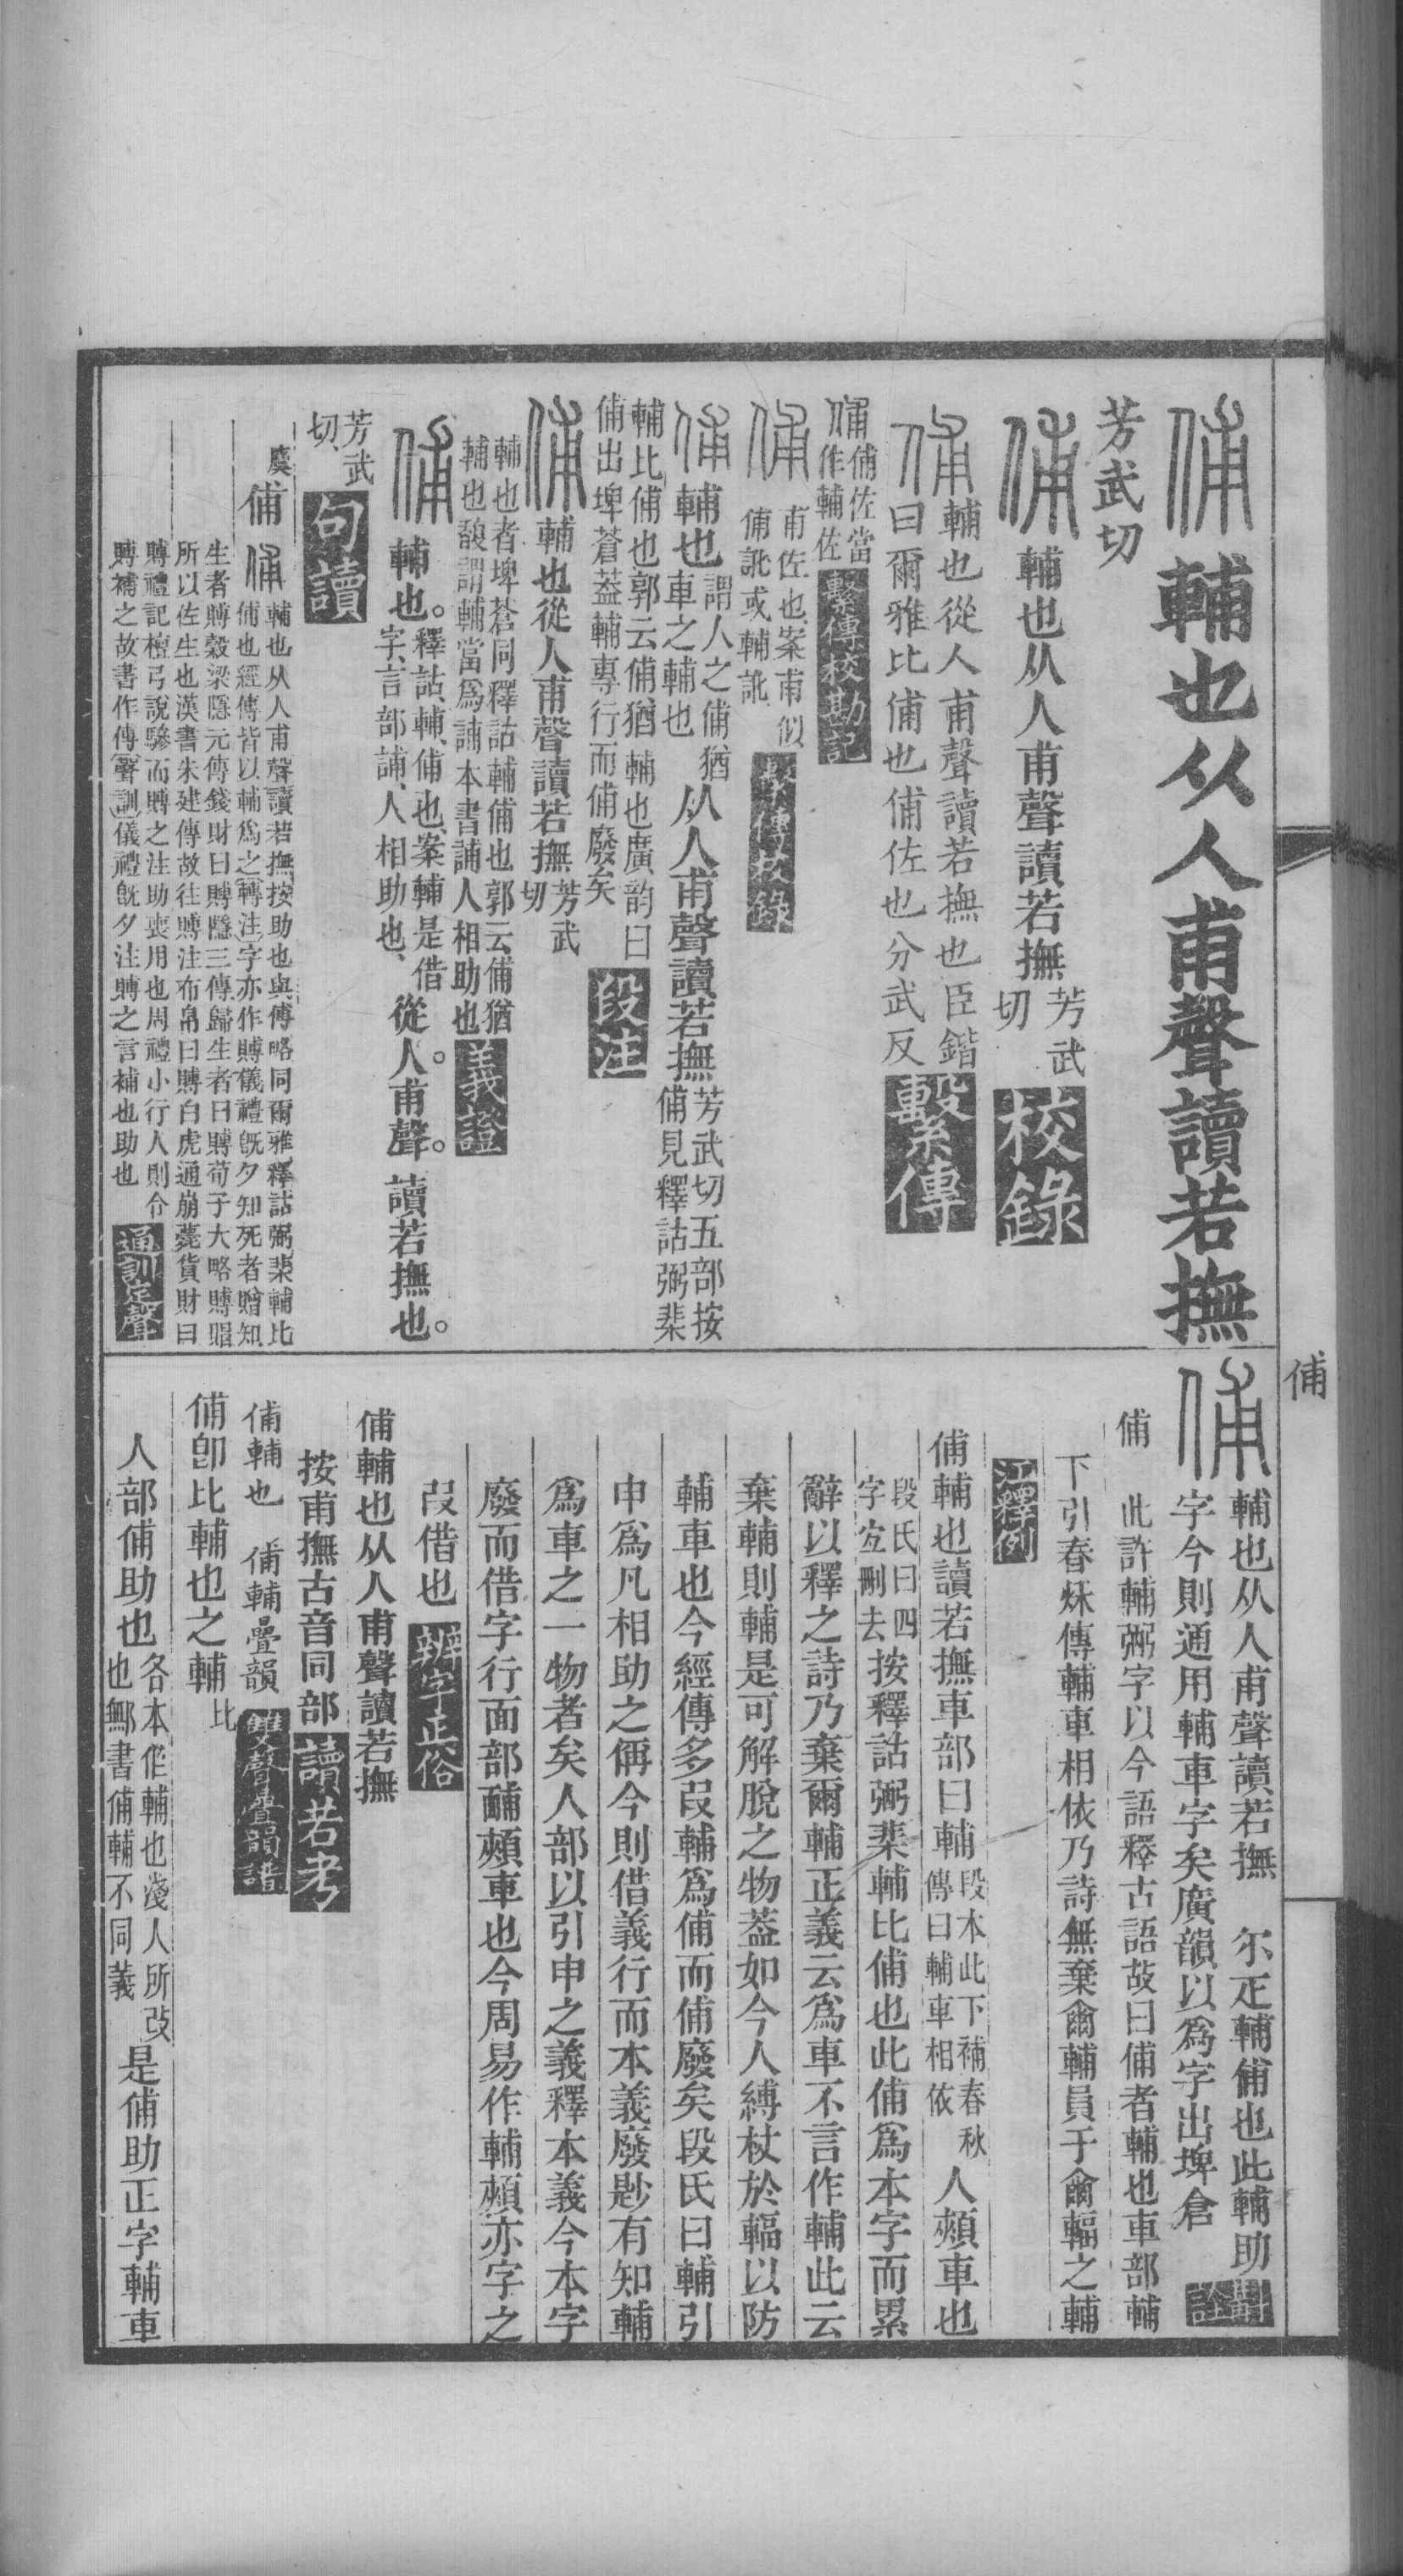 俌
俌 輔也从人甫聲讀若撫
芳武切
俌 輔也从人甫聲讀若撫 芳武切 校錄
俌 輔也從人甫聲讀若撫也臣鍇
曰爾雅比俌也俌佐也分武反 繫傳
俌 俌佐當
作輔佐 繫傳校勘記
俌 甫佐也案甫似
俌訛或輔訛
俌 輔也 謂人之俌猶
車之輔也 从人甫聲讀若撫 芳武切五部按
俌見釋詁弼棐
輔比俌也郭云俌猶輔也廣韵曰
俌出埤蒼葢輔專行而俌廢矣 段注
俌 輔也從人甫聲讀若撫 芳武
切
輔也者埤蒼同釋詁輔俌也郭云俌猶
輔也馥謂輔當爲誧本書誧人相助也 義證
俌 輔也。釋詁、輔、俌也、案輔是借
字、言部誧、人相助也、 從人。甫聲。讀若撫也。
芳武
切、 句讀
虞俌 俌 輔也从人甫聲讀若撫按助也與傅略同爾雅釋詁弼棐輔比
俌也經傳皆以輔爲之轉注字亦作賻儀禮旣夕知死者贈知
生者賻穀梁隱元傳錢財曰賻隱三傳歸生者曰賻荀子大略賻賵
所以佐生也漢書朱建傳故往賻注布帛曰賻白虎通崩薨貨財曰
賻禮記檀弓說驂而賻之注助喪用也周禮小行人則令
賻補之故書作傅聲訓儀禮旣夕注賻之言補也助也 通訓定聲
俌 輔也从人甫聲讀若撫 尔疋輔俌也此輔助
字今則通用輔車字矣廣韻以爲字出埤倉
俌 此許輔弼字以今語釋古語故曰俌者輔也車部輔
下引春秌傳輔車相依乃詩無棄爾輔員于爾輻之輔
俌輔也讀若撫車部曰輔 段本此下補春秋
傳曰輔車相依 人頰車也
段氏曰四
字宐刪去 按釋詁弼棐輔比俌也此俌爲本字而累
辭以釋之詩乃棄爾輔正義云爲車不言作輔此云
棄輔則輔是可解脫之物葢如今人縛杖於輻以防
輔車也今經傳多叚輔爲俌而俌廢矣段氏曰輔引
申爲凡相助之偁今則借義行而本義廢尟有知輔
爲車之一物者矣人部以引申之義釋本義今本字
廢而借字行面部酺頰車也今周易作輔頰亦字之
叚借也 辨字正俗
俌輔也从人甫聲讀若撫
按甫撫古音同部 讀若考
俌輔也 俌輔疊韻 雙聲疊韻譜
俌卽比輔也之輔 比
人部俌助也 各本作輔也淺人所改
也鄦書俌輔不同義 是俌助正字輔車